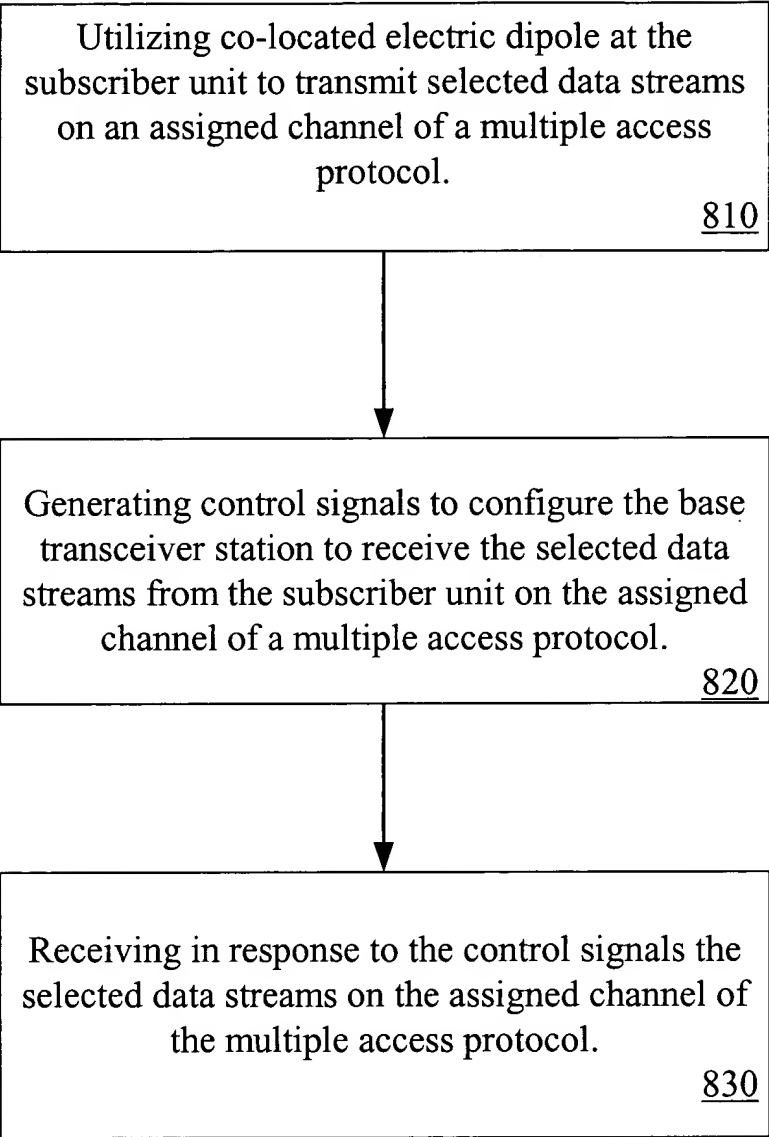 Utilizing co-located electric dipole at the
subscriber unit to transmit selected data streams
on an assigned channel of a multiple access
protocol.
810
Generating control signals to configure the base
transceiver station to receive the selected data
streams from the subscriber unit on the assigned
channel of a multiple access protocol.
820
Receiving in response to the control signals the
selected data streams on the assigned channel of
the multiple access protocol.
830